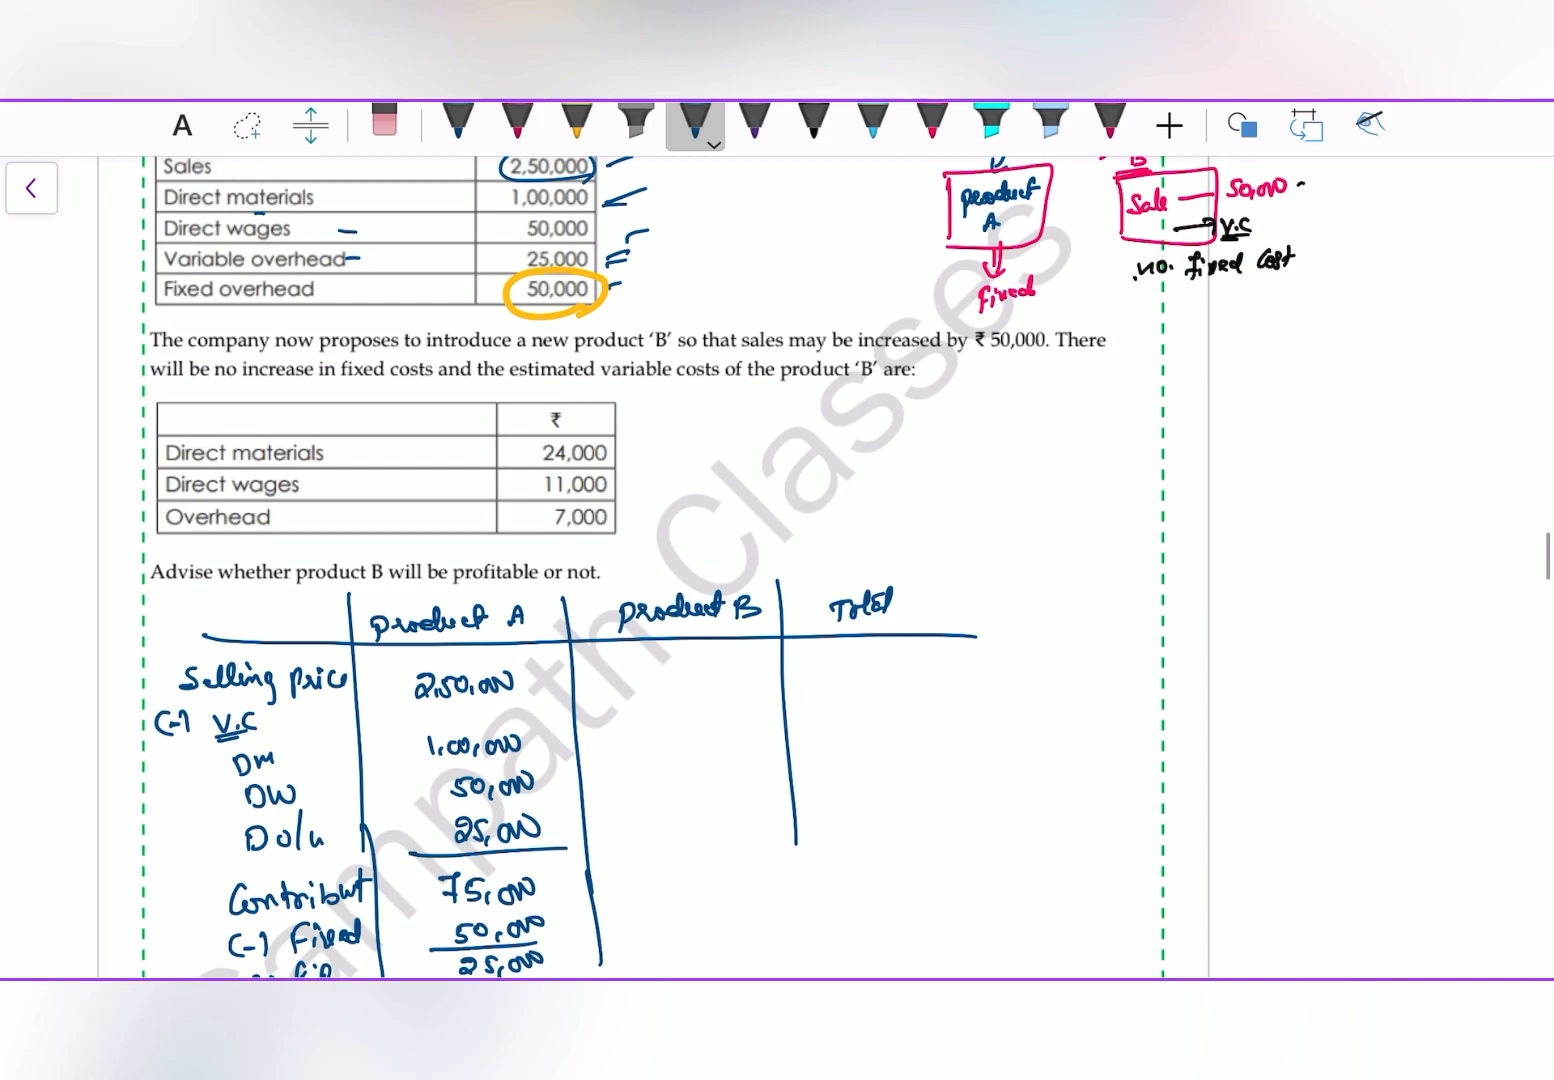 A
Sales 2,50,000
Direct materials 1,00,000
Direct wages 50,000
Variable overhead 25,000
Fixed overhead 50,000
product
A
fixed
B
Sale 50,000
V.C
no. fixed cost
The company now proposes to introduce a new product ‘B’ so that sales may be increased by ₹ 50,000. There
will be no increase in fixed costs and the estimated variable costs of the product ‘B’ are:
₹
Direct materials 24,000
Direct wages 11,000
Overhead 7,000
Advise whether product B will be profitable or not.
product A product B Total
Selling price 2,50,000
(-) V.C
DM 1,00,000
DW 50,000
Do/h 25,000
Contribut 75,000
(-) Fixed 50,000
25,000
ampath Classes